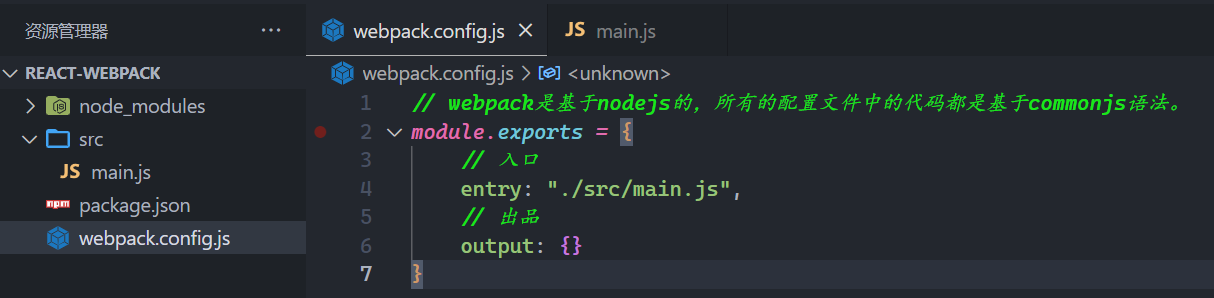 资源管理器 ···
webpack.config.js × JS main.js
REACT-WEBPACK
node_modules
src
JS main.js
npm package.json
webpack.config.js
webpack.config.js > <unknown>
1 // webpack是基于nodejs的，所有的配置文件中的代码都是基于commonjs语法。
2 module.exports = {
3 // 入口
4 entry: "./src/main.js",
5 // 出品
6 output: {}
7 }